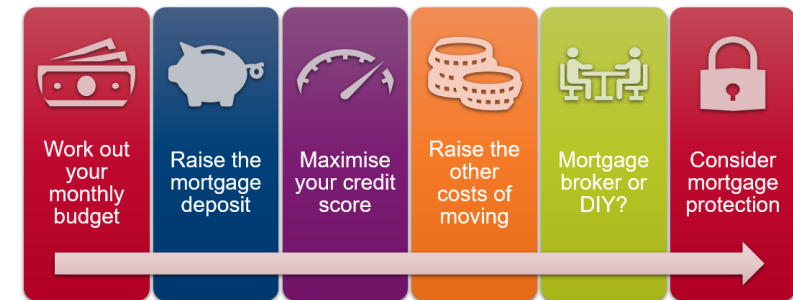 Work out
your
monthly
budget
Raise the
mortgage
deposit
Maximise
your credit
score
Raise the
other
costs of
moving
Mortgage
broker or
DIY?
Consider
mortgage
protection